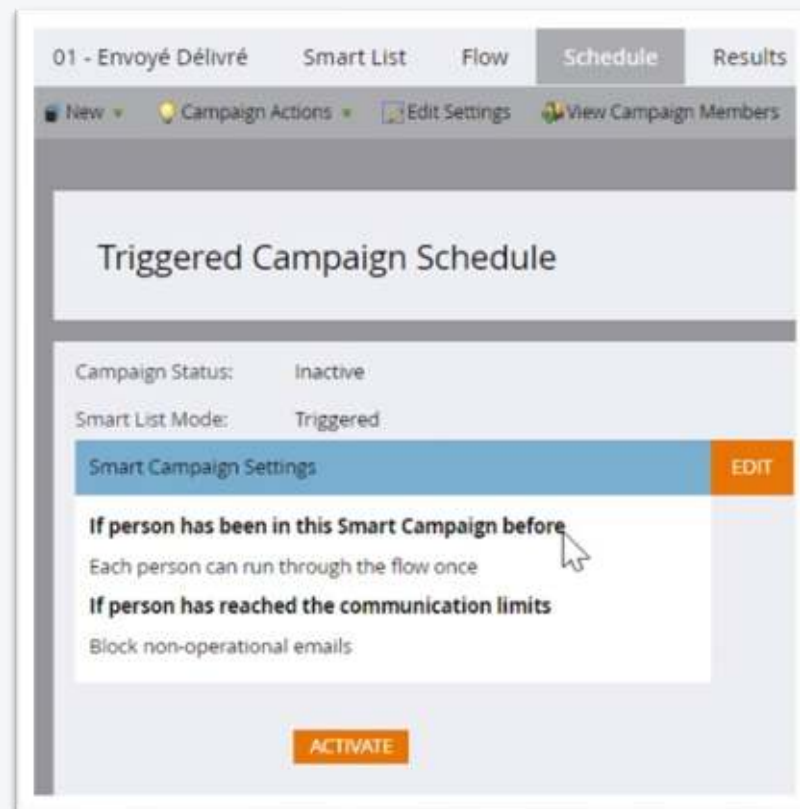 01 - Envoyé Délivré Smart List Flow Schedule Results
New Campaign Actions Edit Settings View Campaign Members
Triggered Campaign Schedule
Campaign Status: Inactive
Smart List Mode: Triggered
Smart Campaign Settings EDIT
If person has been in this Smart Campaign before
Each person can run through the flow once
If person has reached the communication limits
Block non-operational emails
ACTIVATE